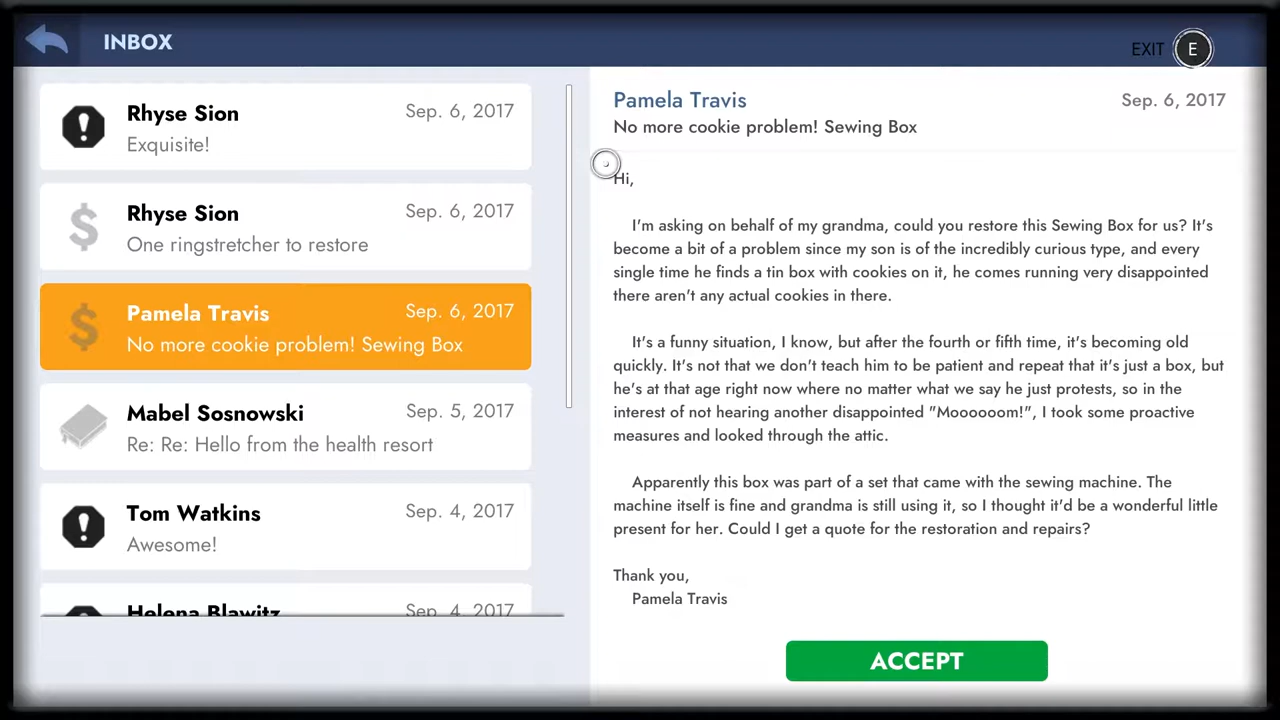 INBOX
EXIT E
Rhyse Sion Sep. 6, 2017
Exquisite!
Rhyse Sion Sep. 6, 2017
One ringstretcher to restore
Pamela Travis Sep. 6, 2017
No more cookie problem! Sewing Box
Mabel Sosnowski Sep. 5, 2017
Re: Re: Hello from the health resort
Tom Watkins Sep. 4, 2017
Awesome!
Helena Blawitz Sep. 4, 2017
Pamela Travis Sep. 6, 2017
No more cookie problem! Sewing Box
Hi,
I'm asking on behalf of my grandma, could you restore this Sewing Box for us? It's
become a bit of a problem since my son is of the incredibly curious type, and every
single time he finds a tin box with cookies on it, he comes running very disappointed
there aren't any actual cookies in there.
It's a funny situation, I know, but after the fourth or fifth time, it's becoming old
quickly. It's not that we don't teach him to be patient and repeat that it's just a box, but
he's at that age right now where no matter what we say he just protests, so in the
interest of not hearing another disappointed "Moooooom!", I took some proactive
measures and looked through the attic.
Apparently this box was part of a set that came with the sewing machine. The
machine itself is fine and grandma is still using it, so I thought it'd be a wonderful little
present for her. Could I get a quote for the restoration and repairs?
Thank you,
Pamela Travis
ACCEPT